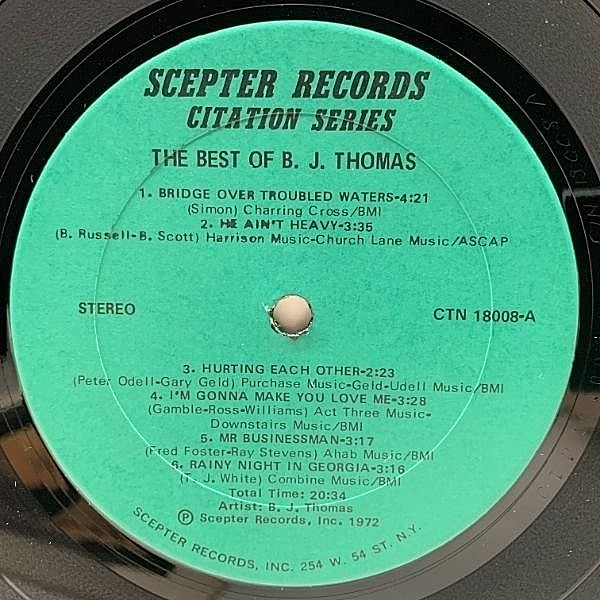 SCEPTER RECORDS
CITATION SERIES
THE BEST OF B. J. THOMAS
1. BRIDGE OVER TROUBLED WATERS-4:21
(Simon) Charring Cross/BMI
2. HE AIN'T HEAVY-3:35
(B. Russell-B. Scott) Harrison Music-Church Lane Music/ASCAP
STEREO
CTN 18008-A
3. HURTING EACH OTHER-2:23
(Peter Odell-Gary Geld) Purchase Music-Geld-Udell Music/BMI
4. I'M GONNA MAKE YOU LOVE ME-3:28
(Gamble-Ross-Williams) Act Three Music-
Downstairs Music/BMI
5. MR BUSINESSMAN-3:17
(Fred Foster-Ray Stevens) Ahab Music/BMI
6. RAINY NIGHT IN GEORGIA-3:16
(T. J. White) Combine Music/BMI
Total Time: 20:34
Artist: B. J. Thomas
℗ Scepter Records, Inc. 1972
SCEPTER RECORDS, INC. 254 W. 54 ST. N.Y.